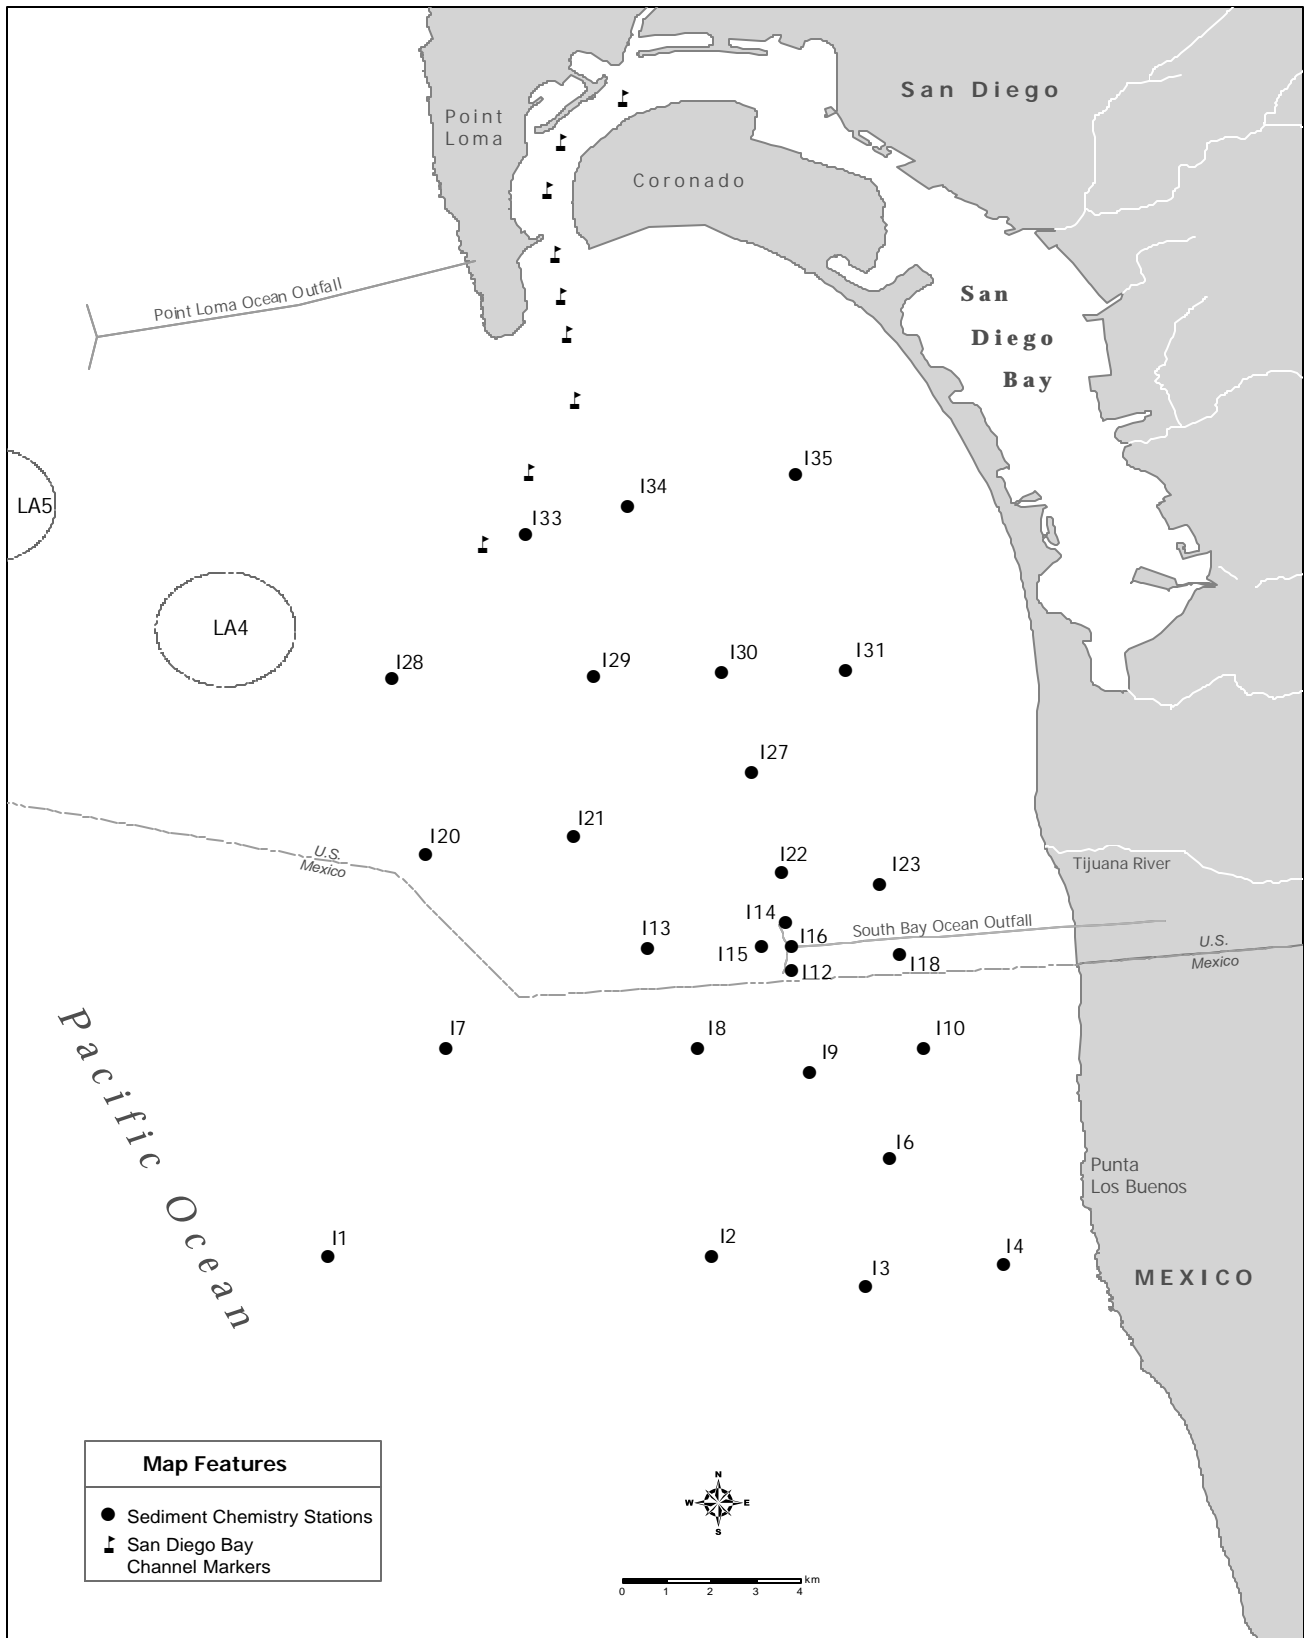 San Diego
Point
Loma
Coronado
Point Loma Ocean Outfall
San
Diego
Bay
I35
I34
I33
LA5
LA4
I28
I29
I30
I31
I27
I21
I20
U.S.
Mexico
I22
I23
Tijuana River
I14
I13
I15
I16
South Bay Ocean Outfall
I18
I12
U.S.
Mexico
I7
I8
I9
I10
Pacific Ocean
I6
Punta
Los Buenos
I1
I2
I3
I4
MEXICO
Map Features
Sediment Chemistry Stations
San Diego Bay
Channel Markers
N
W E
S
km
0 1 2 3 4